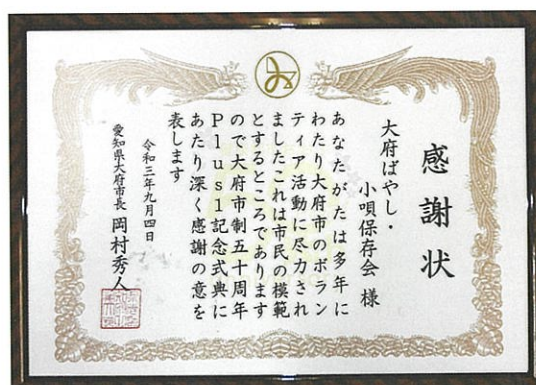 感謝状
大府ばやし・
小唄保存会 様
あなたがたは多年に
わたり大府市のボラン
ティア活動に尽力され
ましたこれは市民の模範
とするところであります
ので大府市制五十周年
Plus1記念式典に
あたり深く感謝の意を
表します
令和三年九月四日
愛知県大府市長 岡村秀人